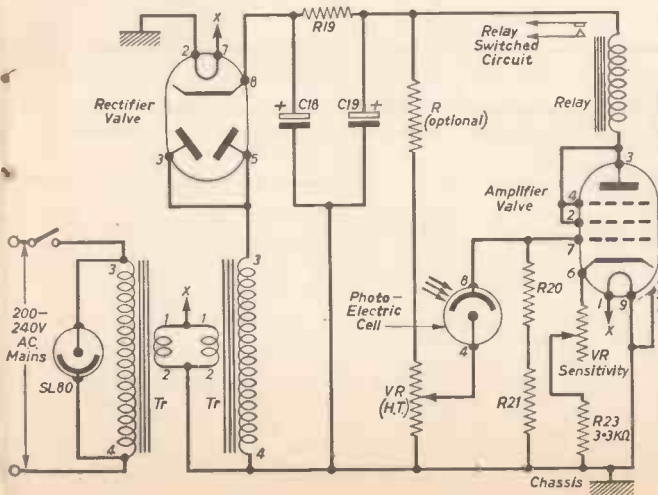 X
R19
2
7
8
Rectifier
Valve
3
5
+
C18
C19
+
R
(optional)
Relay
Switched
Circuit
Relay
3
Amplifier
Valve
4
2
7
6
1
9
X
8
Photo-
Electric
Cell
4
R20
VR
Sensitivity
VR
(H.T.)
R21
R23
3·3KΩ
Chassis
200-
240V
AC,
Mains
SL80
3
4
Tr
X
1
1
2
2
Tr
3
4